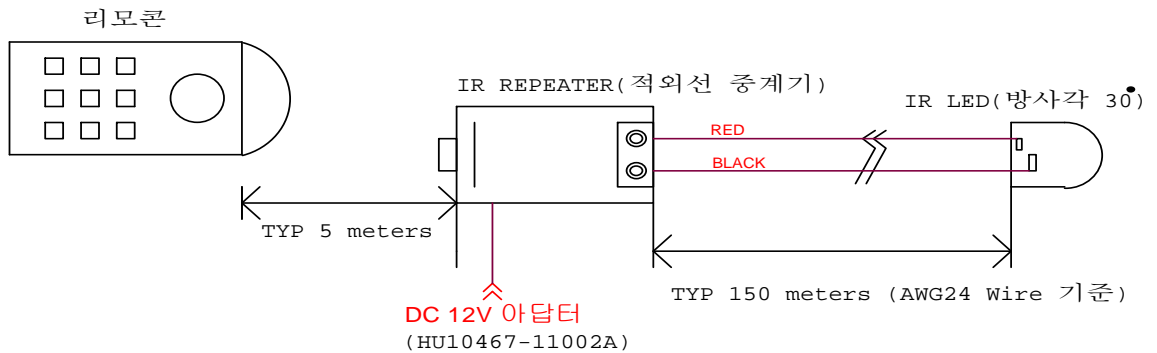 리모콘
IR REPEATER(적외선 중계기)
IR LED(방사각 30°)
RED
BLACK
TYP 5 meters
TYP 150 meters (AWG24 Wire 기준)
DC 12V 아답터
(HU10467-11002A)